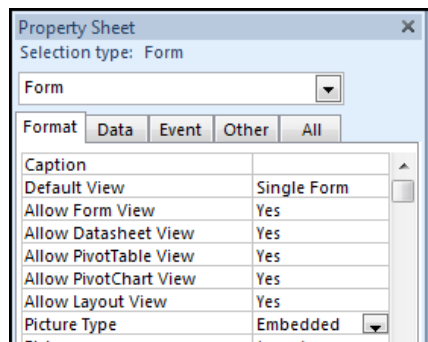 Property Sheet
Selection type: Form
Form
Format Data Event Other All
Caption
Default View Single Form
Allow Form View Yes
Allow Datasheet View Yes
Allow PivotTable View Yes
Allow PivotChart View Yes
Allow Layout View Yes
Picture Type Embedded